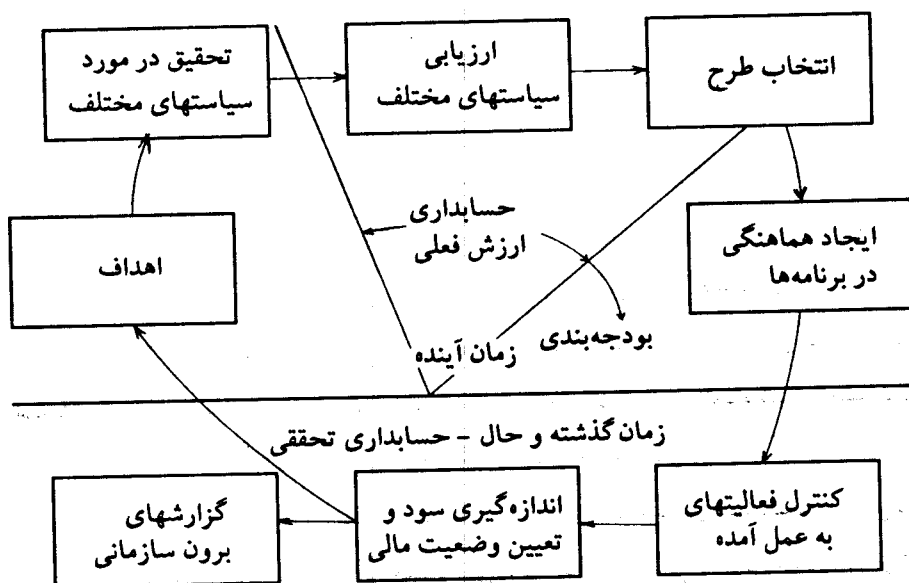 انتخاب طرح
ارزیابی
سیاستهای مختلف
تحقیق در مورد
سیاستهای مختلف
ایجاد هماهنگی
در برنامه‌ها
حسابداری
ارزش فعلی
اهداف
بودجه‌بندی
زمان آینده
زمان گذشته و حال - حسابداری تحققی
کنترل فعالیتهای
به عمل آمده
اندازه‌گیری سود و
تعیین وضعیت مالی
گزارشهای
برون سازمانی